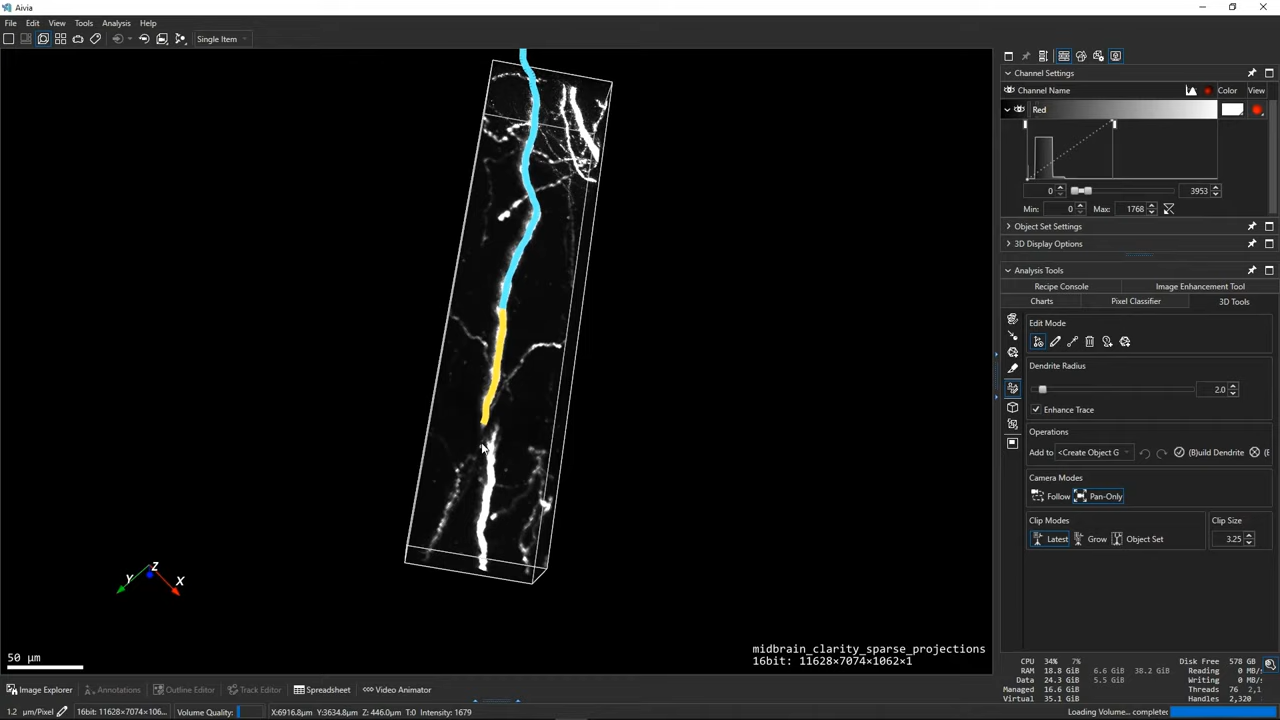 Aivia
File Edit View Tools Analysis Help
Single Item
Y Z X
50 µm
midbrain_clarity_sparse_projections
16bit: 11628×7074×1062×1
Channel Settings
Channel Name Color View
Red
0 3953
Min: 0 Max: 1768
Object Set Settings
3D Display Options
Analysis Tools
Recipe Console Image Enhancement Tool
Charts Pixel Classifier 3D Tools
Edit Mode
Dendrite Radius
2.0
Enhance Trace
Operations
Add to <Create Object G (B)uild Dendrite (E
Camera Modes
Follow Pan-Only
Clip Modes Clip Size
Latest Grow Object Set 3.25
CPU 34% 7% Disk Free 578 GB
RAM 18.8 GiB 6.6 GiB 38.2 GiB Reading 0 MB/s
Data 24.3 GiB 5.5 GiB Writing 0 MB/s
Managed 16.6 GiB Threads 76 2,1
Virtual 35.1 GiB Handles 2,320
Image Explorer Annotations Outline Editor Track Editor Spreadsheet Video Animator
1.2 µm/Pixel 16bit: 11628×7074×106... Volume Quality: X:6916.8µm Y:3634.8µm Z:446.0µm T:0 Intensity: 1679 Loading Volume… completed